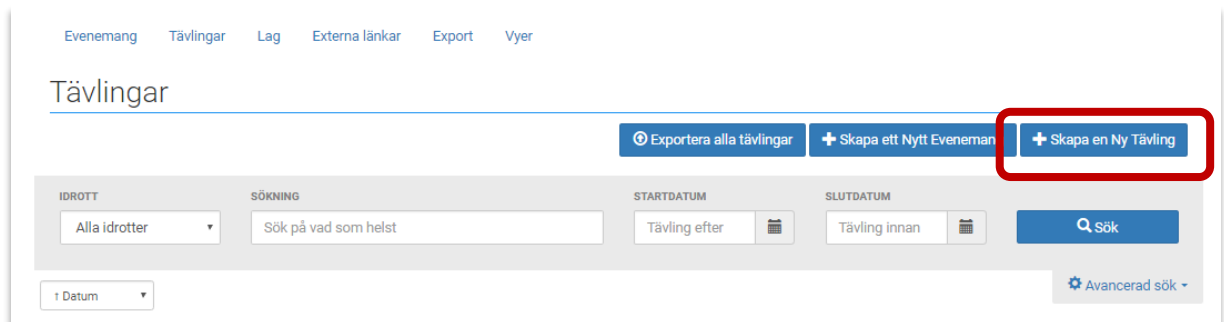 Evenemang Tävlingar Lag Externa länkar Export Vyer
Tävlingar
Exportera alla tävlingar + Skapa ett Nytt Eveneman + Skapa en Ny Tävling
IDROTT SÖKNING STARTDATUM SLUTDATUM
Alla idrotter Sök på vad som helst Tävling efter Tävling innan Sök
↑ Datum Avancerad sök